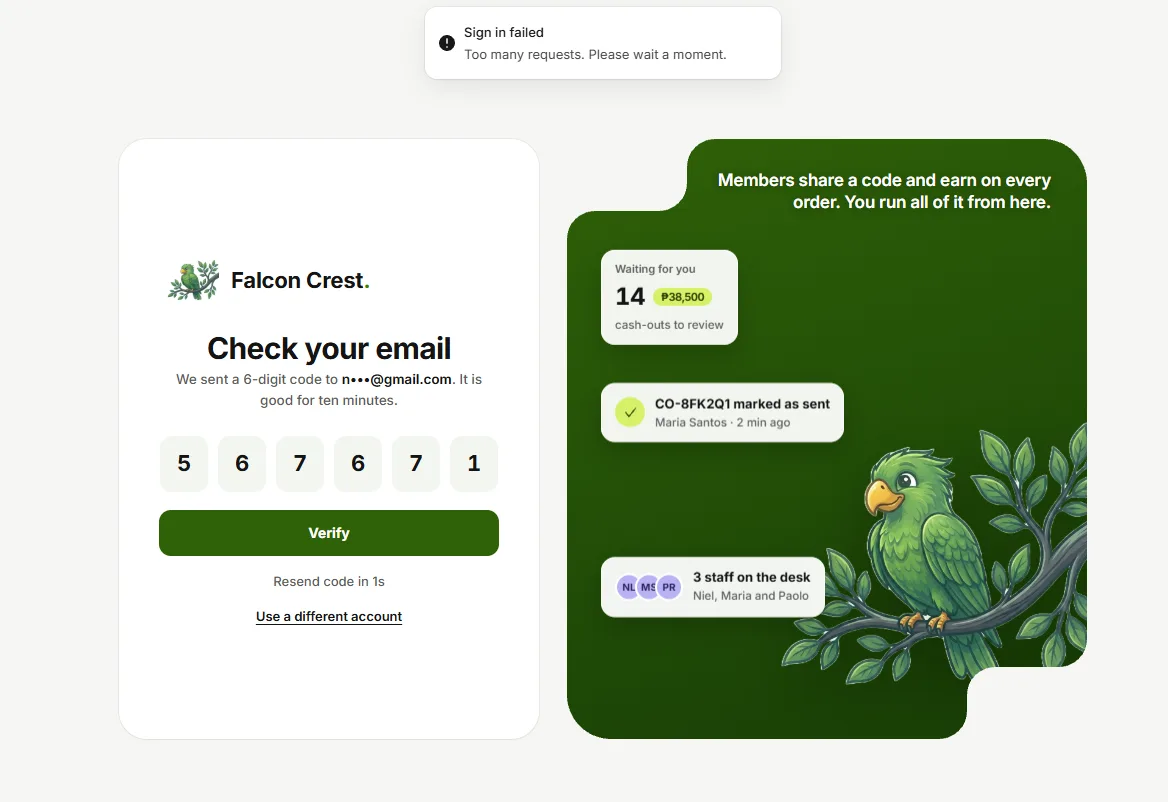 Sign in failed
Too many requests. Please wait a moment.
Falcon Crest.
Check your email
We sent a 6-digit code to n•••@gmail.com. It is
good for ten minutes.
5 6 7 6 7 1
Verify
Resend code in 1s
Use a different account
Members share a code and earn on every
order. You run all of it from here.
Waiting for you
14 ₱38,500
cash-outs to review
CO-8FK2Q1 marked as sent
Maria Santos · 2 min ago
NL MS PR
3 staff on the desk
Niel, Maria and Paolo